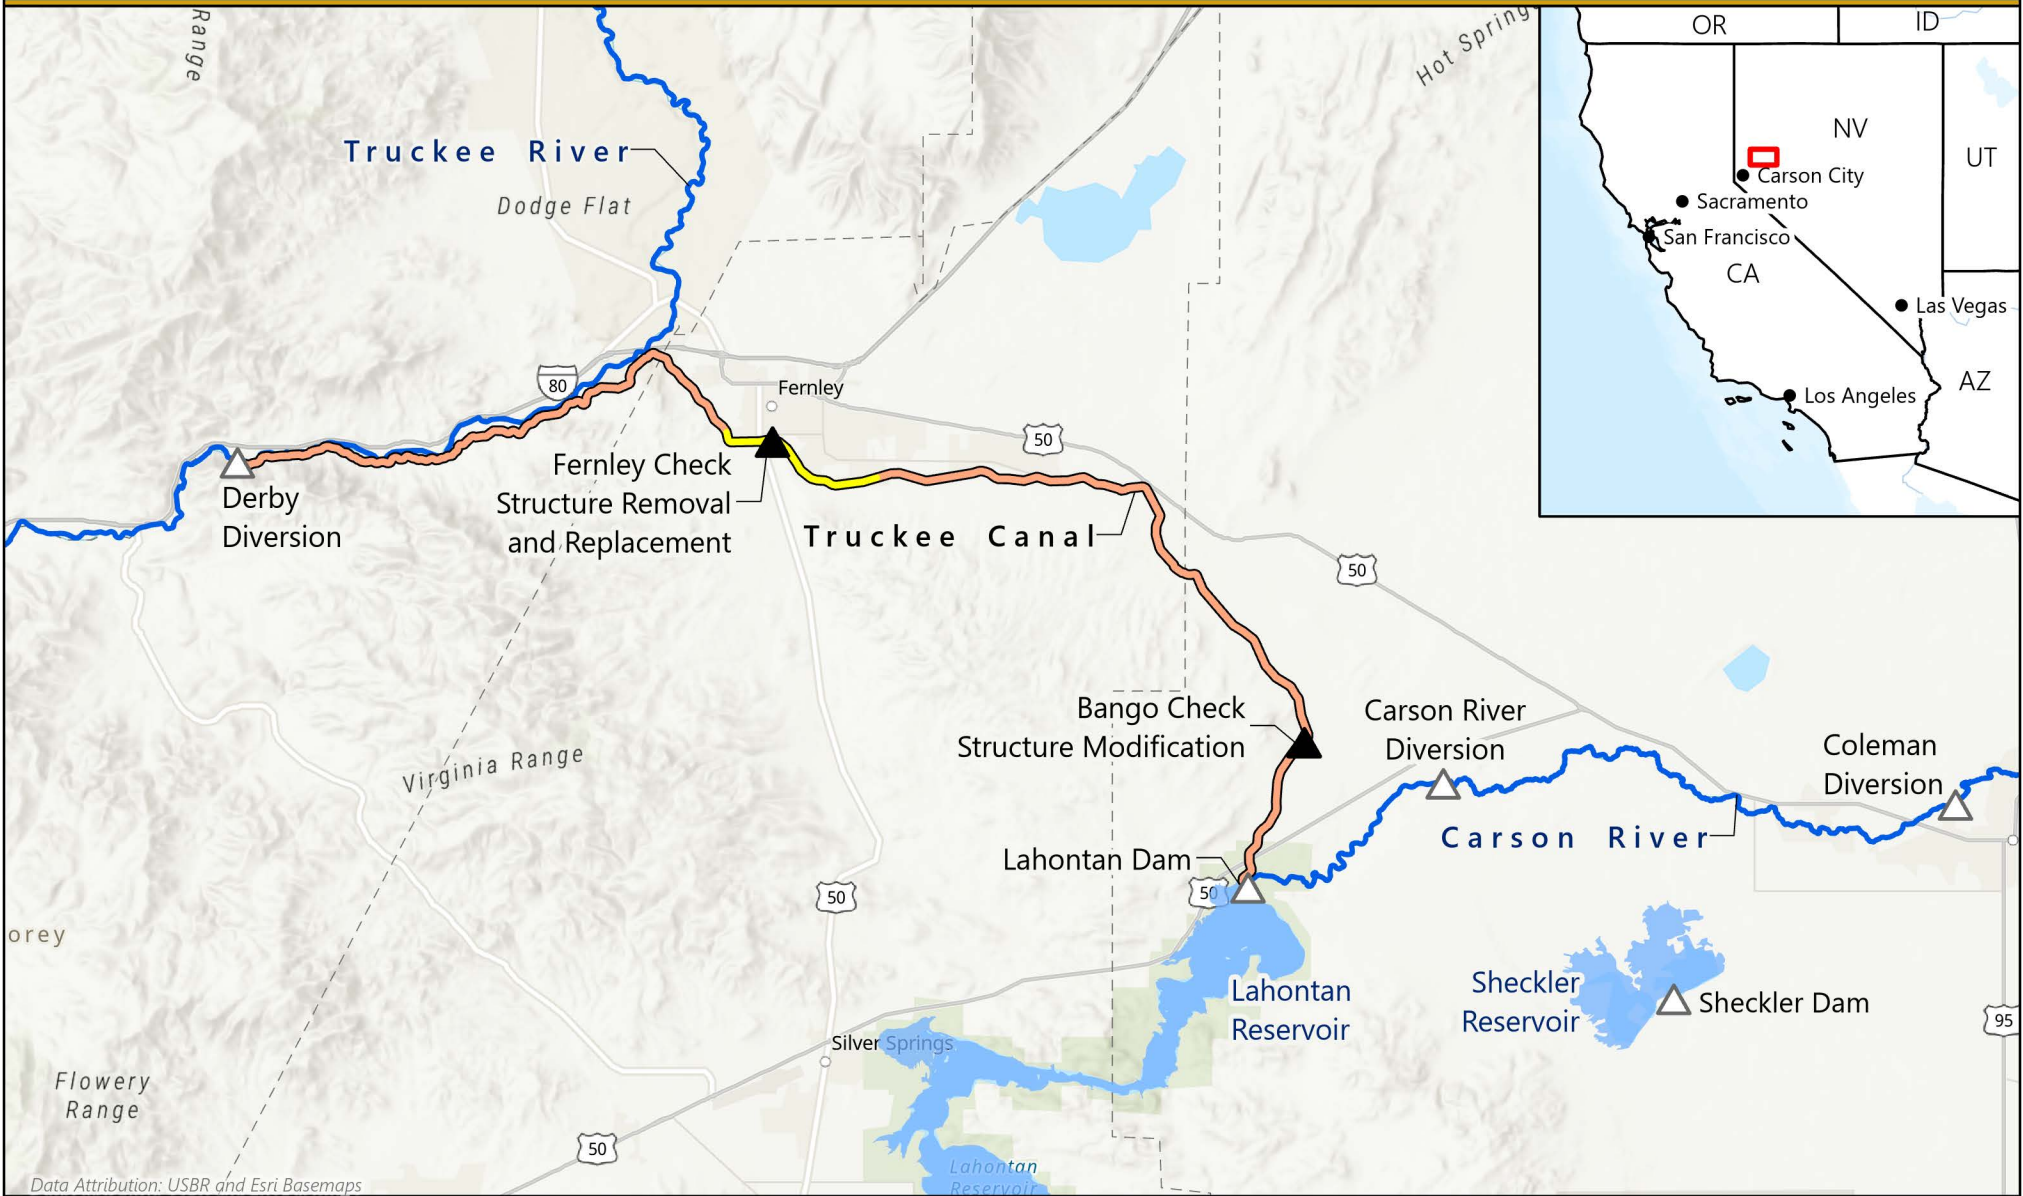 Range
Hot Springs
Truckee River
Dodge Flat
80
Fernley
50
Derby
Diversion
Fernley Check
Structure Removal
and Replacement
Truckee Canal
50
Bango Check
Structure Modification
Carson River
Diversion
Coleman
Diversion
Virginia Range
Carson River
Lahontan Dam
50
50
orey
Lahontan
Reservoir
Sheckler
Reservoir
Sheckler Dam
95
Silver Springs
Flowery
Range
50
Lahontan
Reservoir
Data Attribution: USBR and Esri Basemaps
OR
ID
NV
UT
Carson City
Sacramento
San Francisco
CA
Las Vegas
AZ
Los Angeles